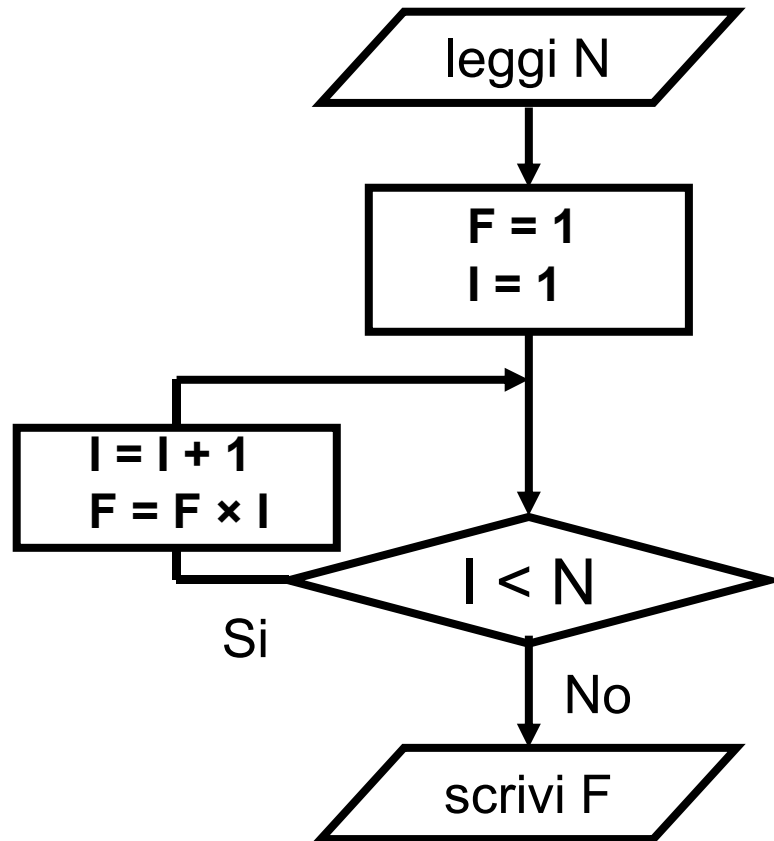 leggi N
F = 1
I = 1
I = I + 1
F = F × I
I < N
Si
No
scrivi F